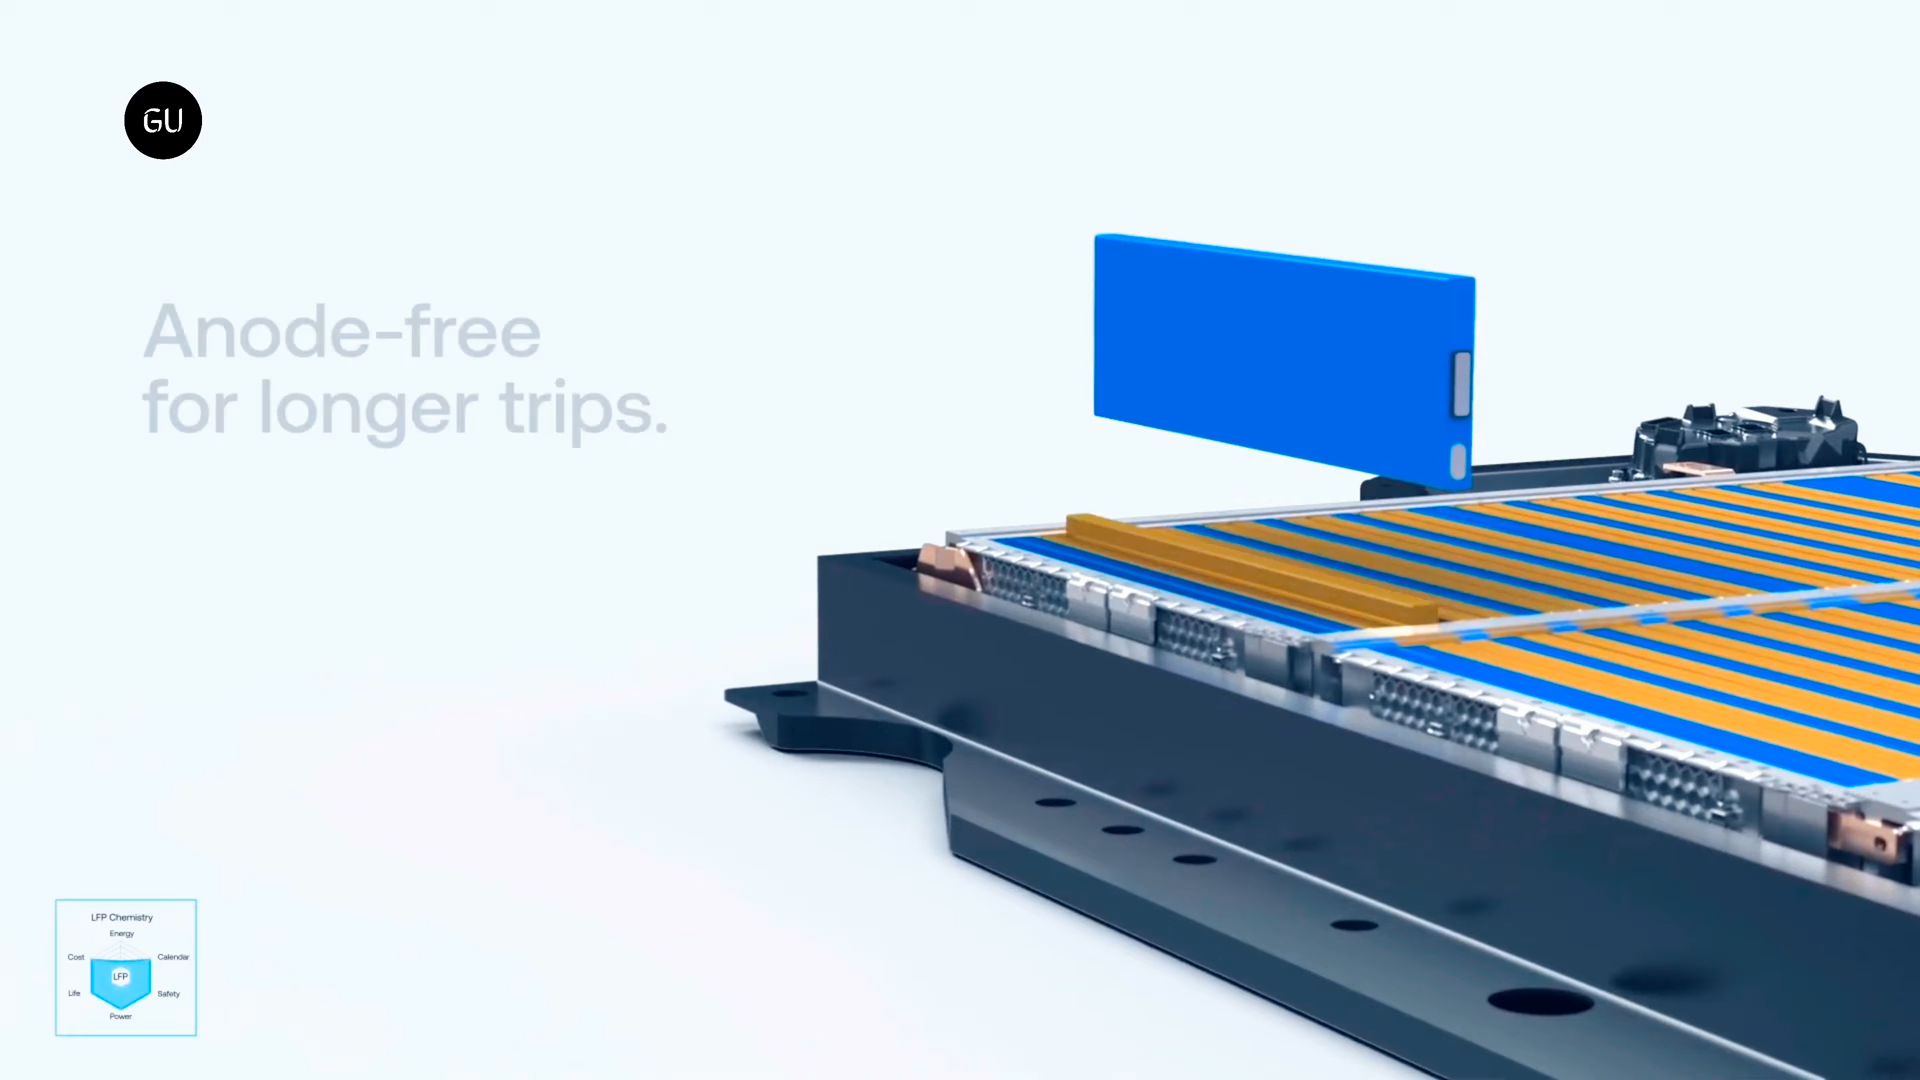 GU
Anode-free
for longer trips.
LFP Chemistry
Energy
Cost
Calendar
LFP
Life
Safety
Power